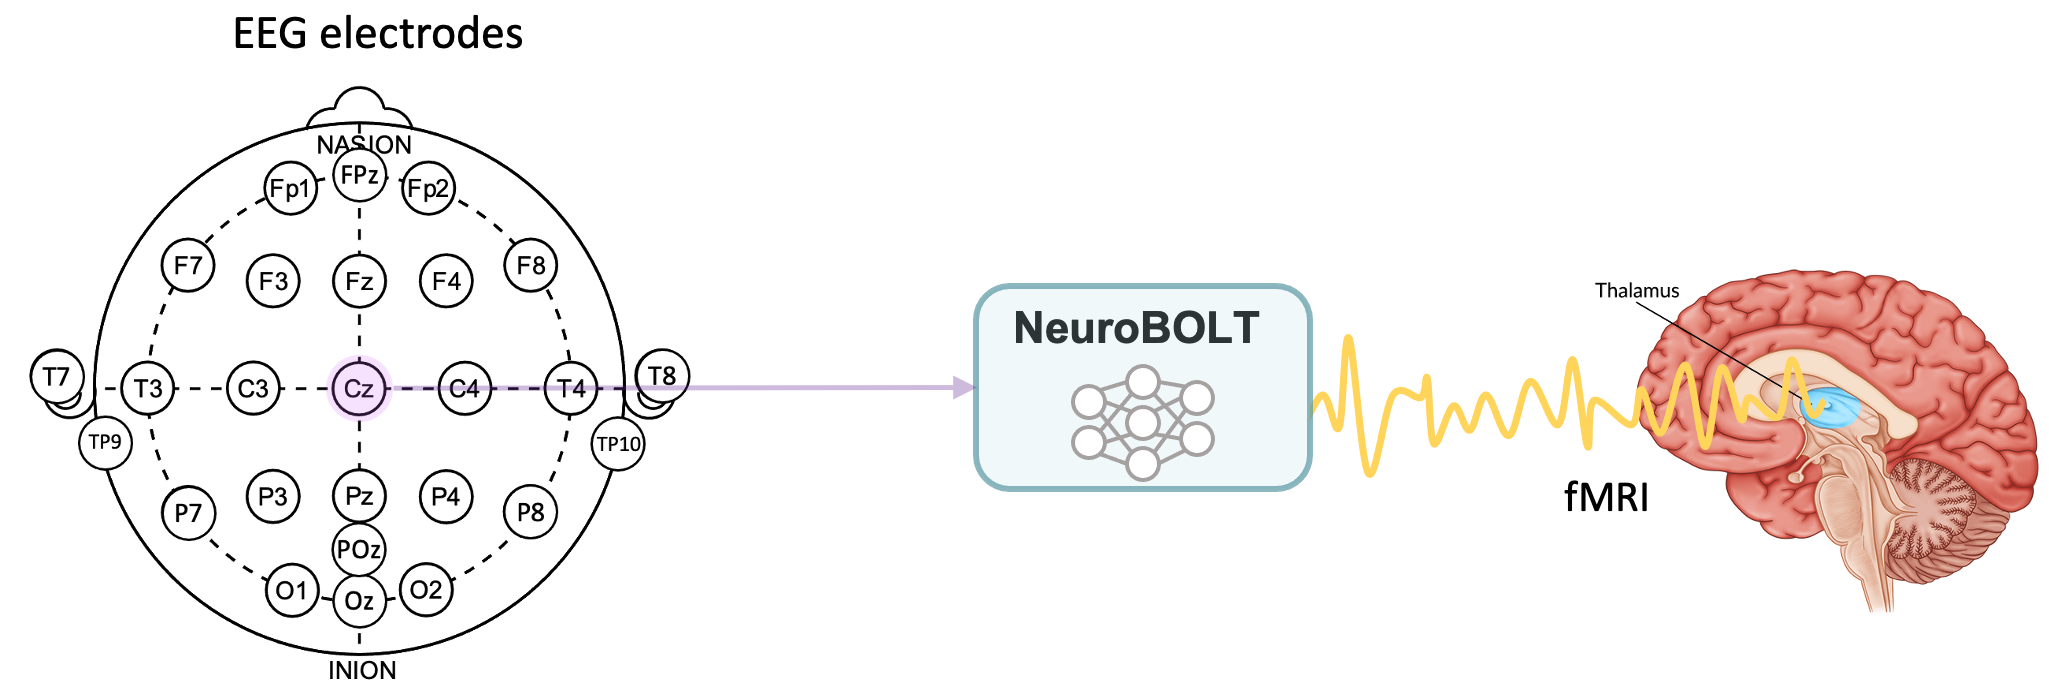 EEG electrodes
NASION
Fp1 FPz Fp2
F7 F3 Fz F4 F8
T7 T3 C3 Cz C4 T4 T8
TP9 TP10
P7 P3 Pz P4 P8
POz
O1 Oz O2
INION
NeuroBOLT
Thalamus
fMRI